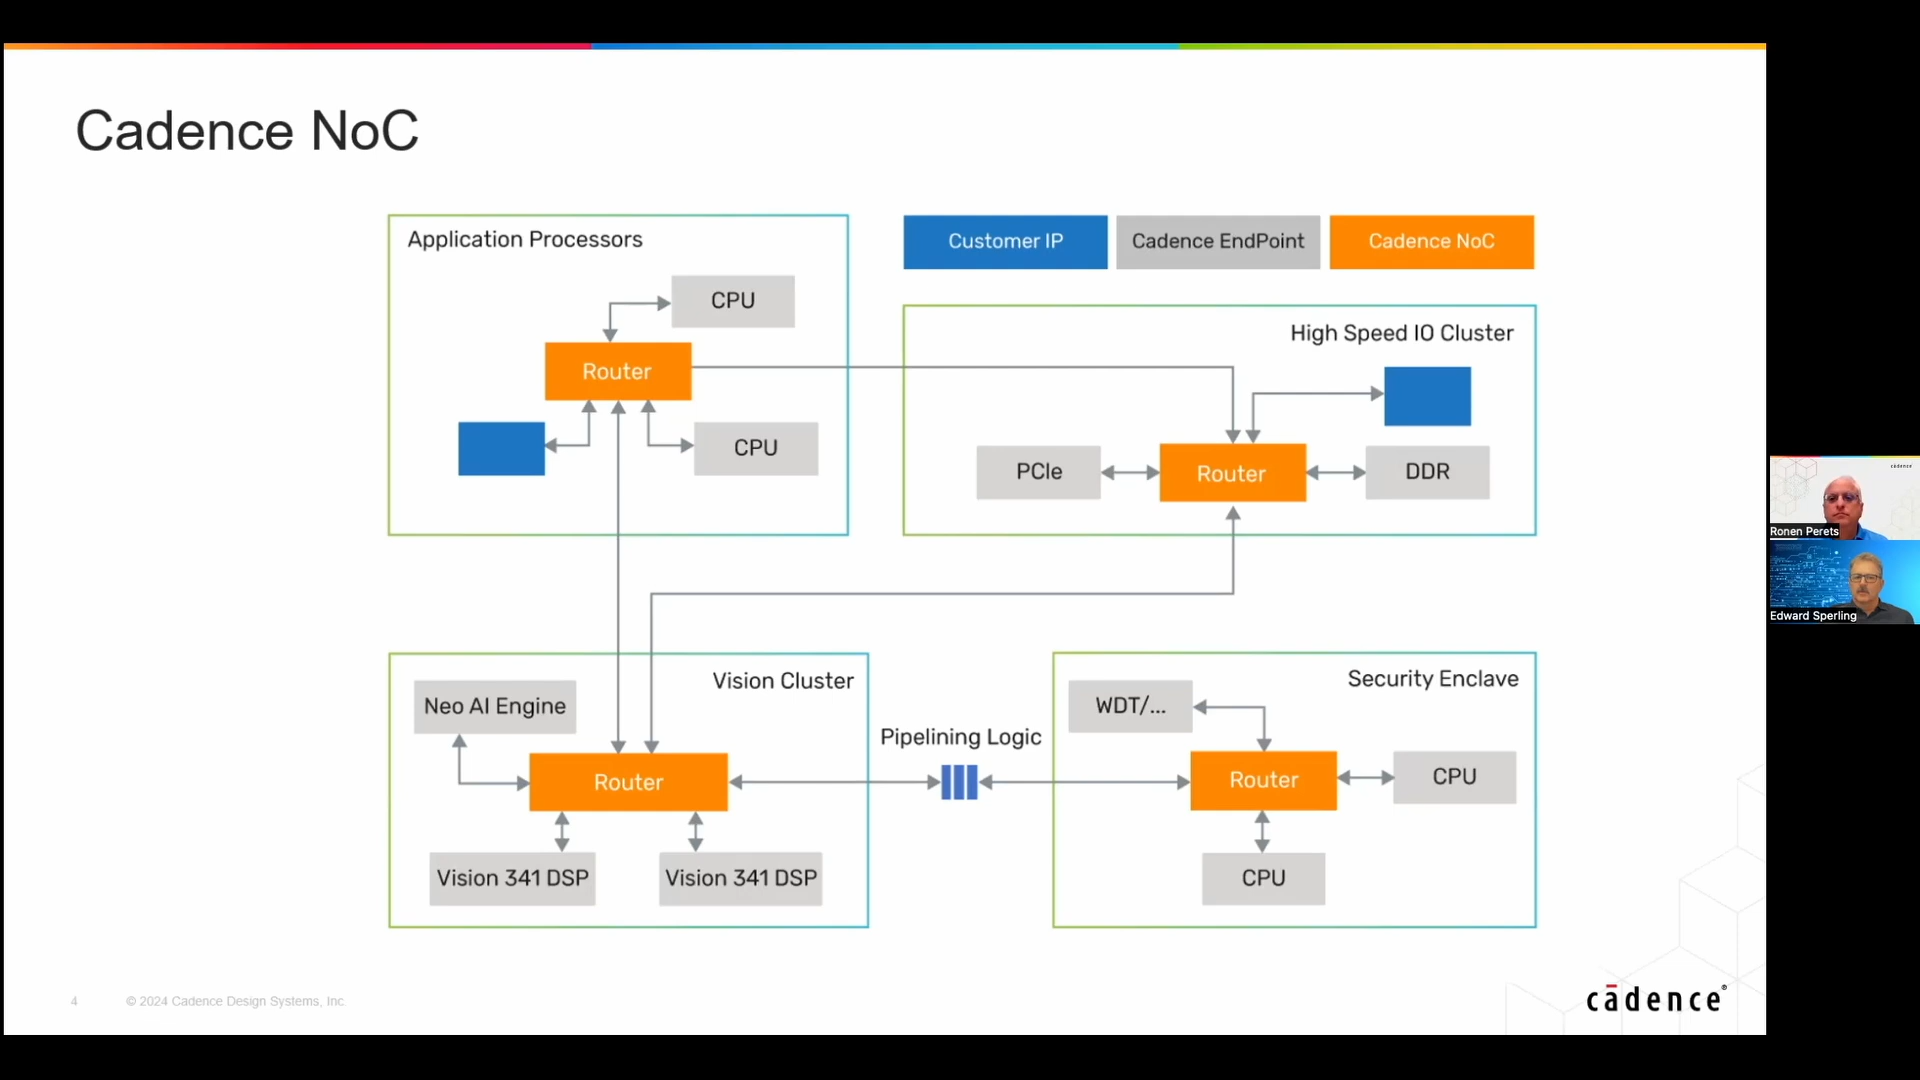 Cadence NoC
Application Processors
CPU
Router
CPU
Customer IP
Cadence EndPoint
Cadence NoC
High Speed IO Cluster
PCIe
Router
DDR
Vision Cluster
Neo AI Engine
Router
Vision 341 DSP
Vision 341 DSP
Pipelining Logic
Security Enclave
WDT/...
Router
CPU
CPU
4
© 2024 Cadence Design Systems, Inc.
cādence®
cādence
Ronen Perets
Edward Sperling